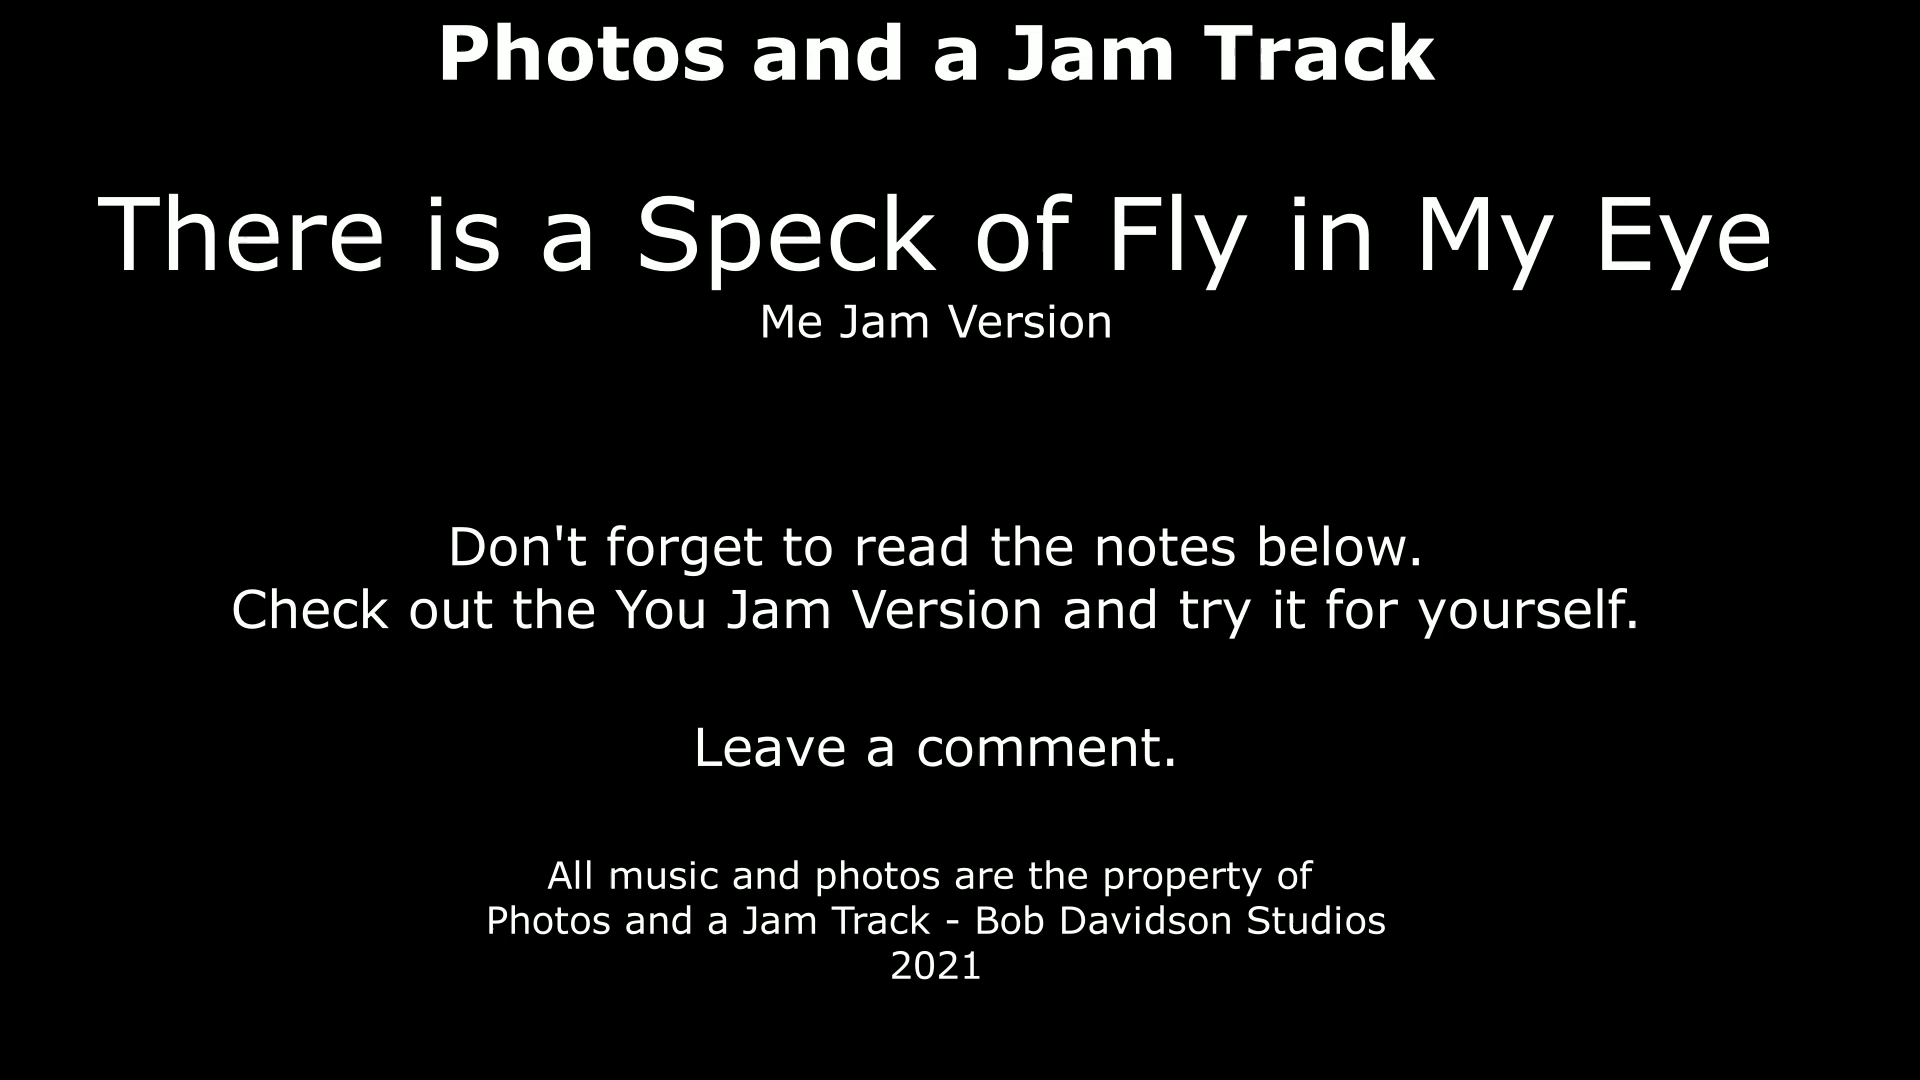 Photos and a Jam Track
There is a Speck of Fly in My Eye
Me Jam Version
Don't forget to read the notes below.
Check out the You Jam Version and try it for yourself.
Leave a comment.
All music and photos are the property of
Photos and a Jam Track - Bob Davidson Studios
2021